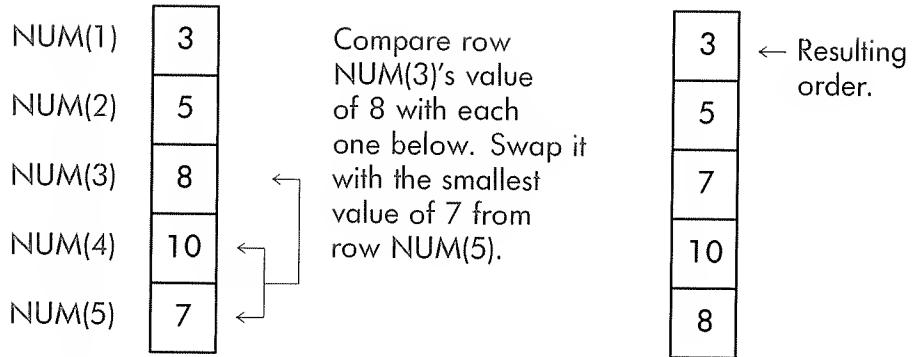 NUM(1) 3
NUM(2) 5
NUM(3) 8
NUM(4) 10
NUM(5) 7
Compare row
NUM(3)'s value
of 8 with each
one below. Swap it
with the smallest
value of 7 from
row NUM(5).
3 ← Resulting
order.
5
7
10
8